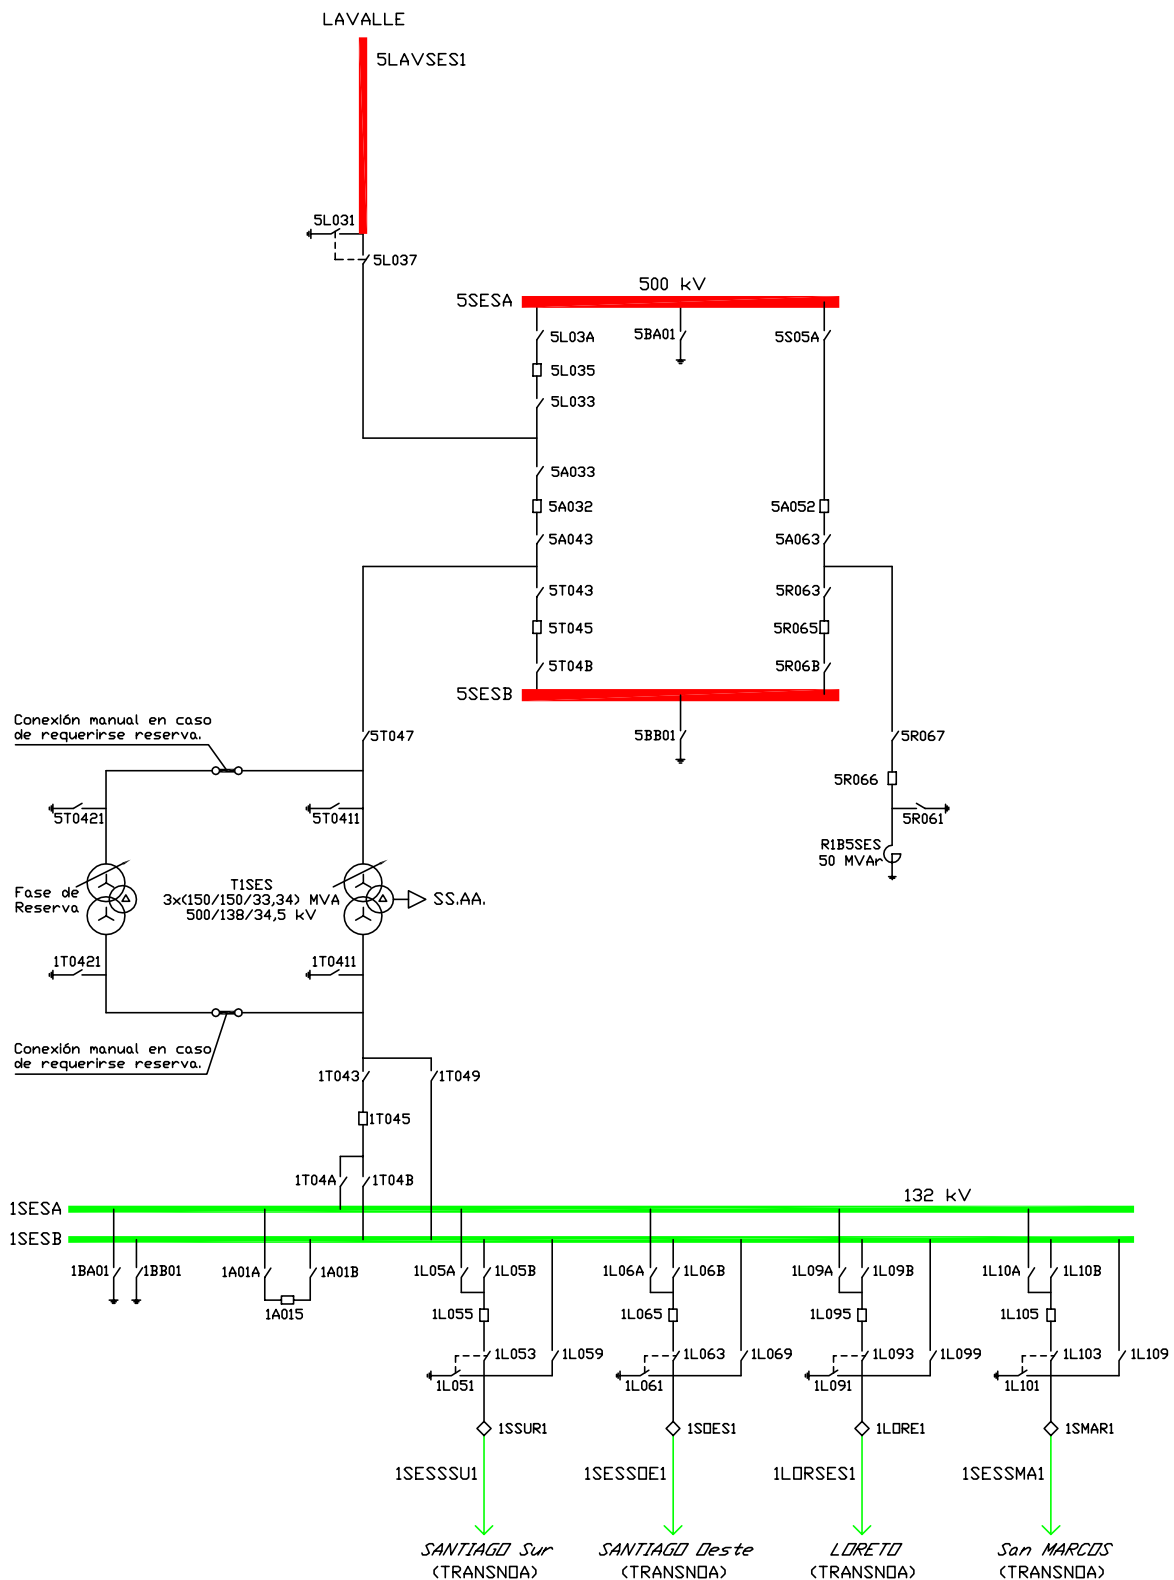 LAVALLE
5LAVSES1
5L031
5L037
500 kV
5SESA
5L03A
5BA01
5S05A
5L035
5L033
5A033
5A032
5A052
5A043
5A063
5T043
5R063
5T045
5R065
5T04B
5R06B
5SESB
Conexión manual en caso
de requerirse reserva.
5T047
5BB01
5R067
5R066
5T0421
5T0411
5R061
R1B5SES
50 MVAr
Fase de
Reserva
T1SES
3x(150/150/33,34) MVA
500/138/34,5 kV
SS.AA.
1T0421
1T0411
Conexión manual en caso
de requerirse reserva.
1T043
1T049
1T045
1T04A
1T04B
132 kV
1SESA
1SESB
1BA01
1BB01
1A01A
1A01B
1A015
1L05A
1L05B
1L06A
1L06B
1L09A
1L09B
1L10A
1L10B
1L055
1L065
1L095
1L105
1L053
1L059
1L063
1L069
1L093
1L099
1L103
1L109
1L051
1L061
1L091
1L101
1SSUR1
1SOES1
1LORE1
1SMAR1
1SESSSU1
1SESSOE1
1LORSES1
1SESSMA1
SANTIAGO Sur
(TRANSNOA)
SANTIAGO Oeste
(TRANSNOA)
LORETO
(TRANSNOA)
San MARCOS
(TRANSNOA)